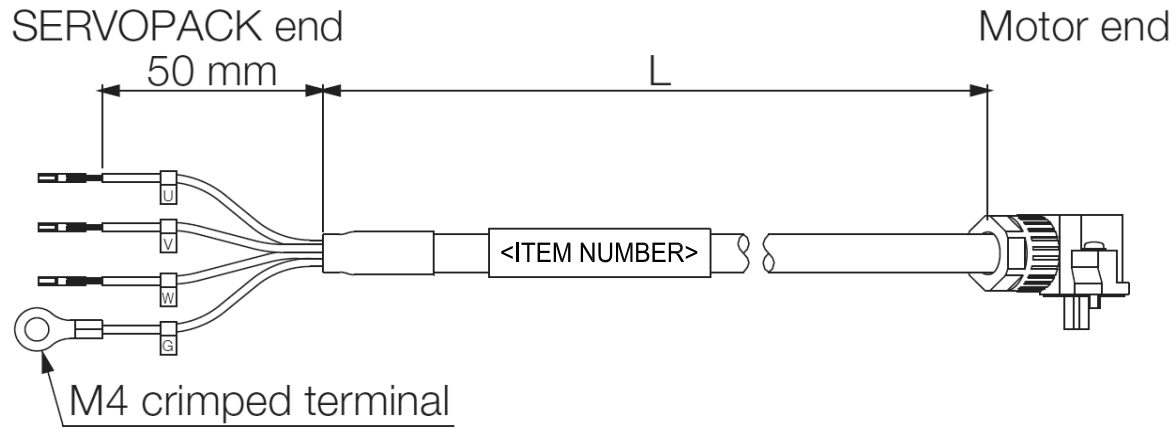 SERVOPACK end
Motor end
50 mm
L
U
V
<ITEM NUMBER>
W
G
M4 crimped terminal